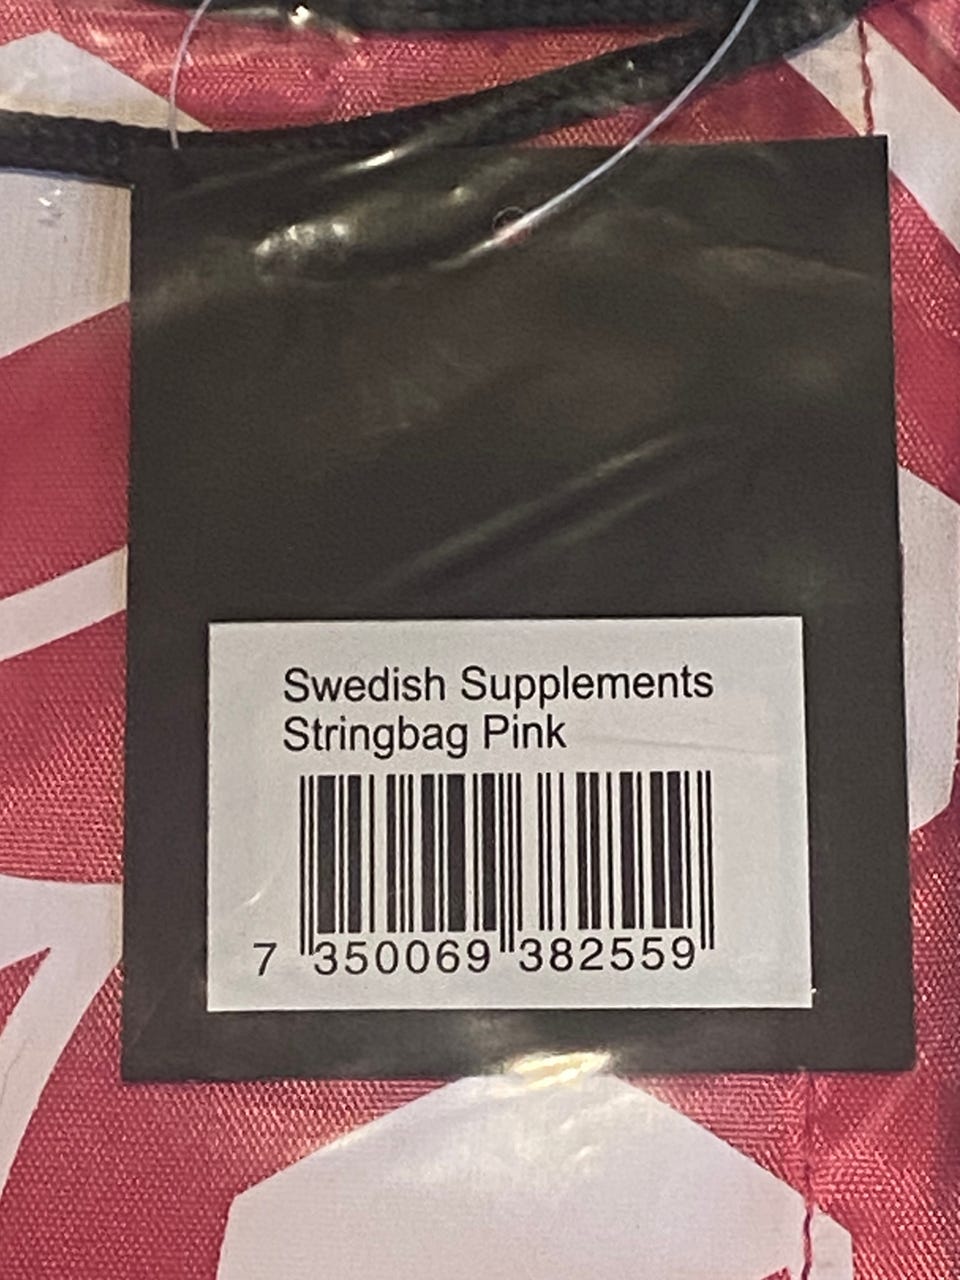 Swedish Supplements
Stringbag Pink
7 350069 382559